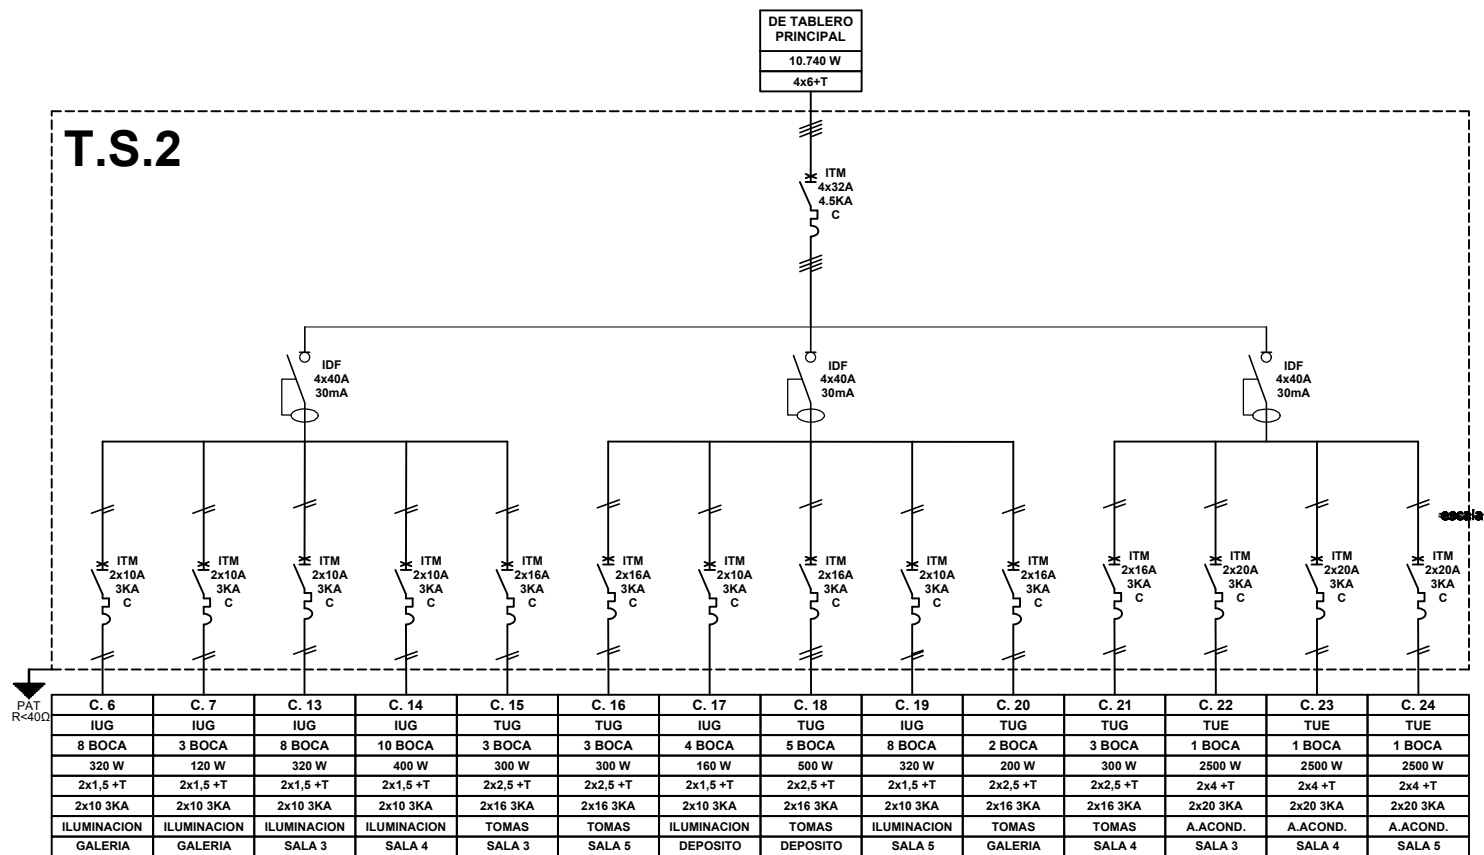 DE TABLERO
PRINCIPAL
10.740 W
4x6+T
T.S.2
ITM
4x32A
4.5KA
C
IDF
4x40A
30mA
IDF
4x40A
30mA
IDF
4x40A
30mA
escala
ITM
2x10A
3KA
C
ITM
2x10A
3KA
C
ITM
2x10A
3KA
C
ITM
2x10A
3KA
C
ITM
2x16A
3KA
C
ITM
2x16A
3KA
C
ITM
2x10A
3KA
C
ITM
2x16A
3KA
C
ITM
2x10A
3KA
C
ITM
2x16A
3KA
C
ITM
2x16A
3KA
C
ITM
2x20A
3KA
C
ITM
2x20A
3KA
C
ITM
2x20A
3KA
C
PAT
R<40Ω
C. 6 C. 7 C. 13 C. 14 C. 15 C. 16 C. 17 C. 18 C. 19 C. 20 C. 21 C. 22 C. 23 C. 24
IUG IUG IUG IUG TUG TUG IUG TUG IUG TUG TUG TUE TUE TUE
8 BOCA 3 BOCA 8 BOCA 10 BOCA 3 BOCA 3 BOCA 4 BOCA 5 BOCA 8 BOCA 2 BOCA 3 BOCA 1 BOCA 1 BOCA 1 BOCA
320 W 120 W 320 W 400 W 300 W 300 W 160 W 500 W 320 W 200 W 300 W 2500 W 2500 W 2500 W
2x1,5 +T 2x1,5 +T 2x1,5 +T 2x1,5 +T 2x2,5 +T 2x2,5 +T 2x1,5 +T 2x2,5 +T 2x1,5 +T 2x2,5 +T 2x2,5 +T 2x4 +T 2x4 +T 2x4 +T
2x10 3KA 2x10 3KA 2x10 3KA 2x10 3KA 2x16 3KA 2x16 3KA 2x10 3KA 2x16 3KA 2x10 3KA 2x16 3KA 2x16 3KA 2x20 3KA 2x20 3KA 2x20 3KA
ILUMINACION ILUMINACION ILUMINACION ILUMINACION TOMAS TOMAS ILUMINACION TOMAS ILUMINACION TOMAS TOMAS A.ACOND. A.ACOND. A.ACOND.
GALERIA GALERIA SALA 3 SALA 4 SALA 3 SALA 5 DEPOSITO DEPOSITO SALA 5 GALERIA SALA 4 SALA 3 SALA 4 SALA 5